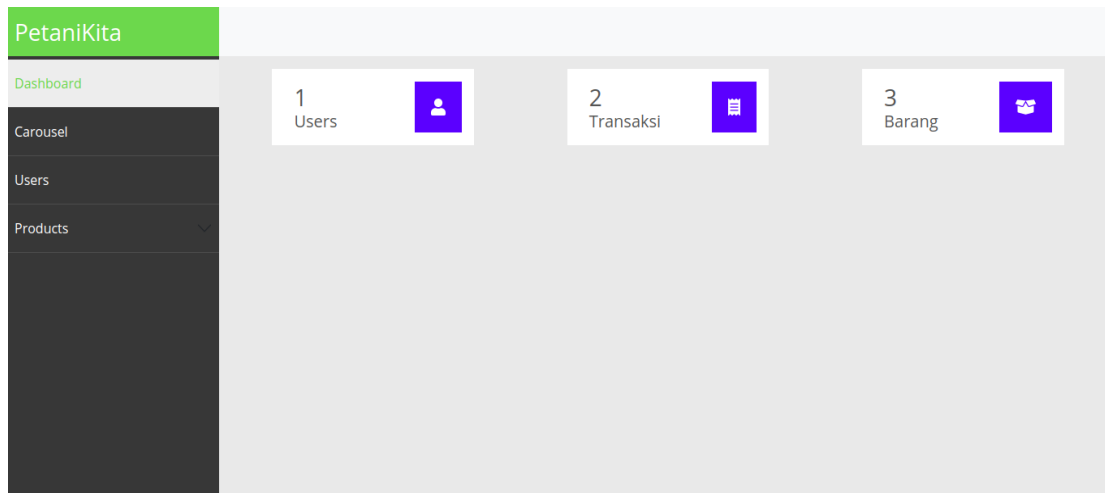 PetaniKita
Dashboard
Carousel
Users
Products
1
Users
2
Transaksi
3
Barang